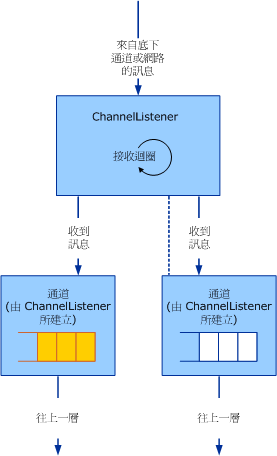 來自底下
通道或網路
的訊息
ChannelListener
接收迴圈
收到
訊息
收到
訊息
通道
(由 ChannelListener
所建立)
通道
(由 ChannelListener
所建立)
往上一層
往上一層